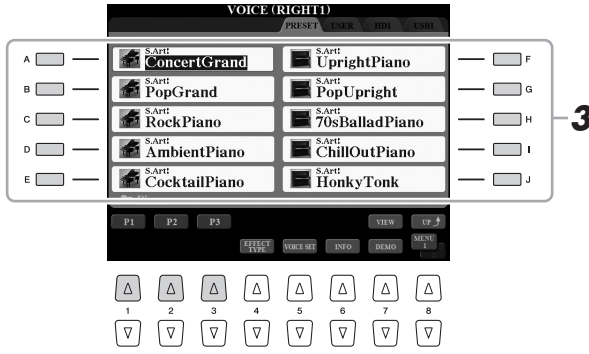 VOICE (RIGHT1)
PRESET USER HD1 USB1
A S.Art! ConcertGrand S.Art! UprightPiano F
B S.Art! PopGrand S.Art! PopUpright G
C S.Art! RockPiano S.Art! 70sBalladPiano H
D S.Art! AmbientPiano S.Art! ChillOutPiano I
E S.Art! CocktailPiano S.Art! HonkyTonk J
3
P1 P2 P3 VIEW UP
EFFECT TYPE VOICE SET INFO DEMO MENU 1
1 2 3 4 5 6 7 8